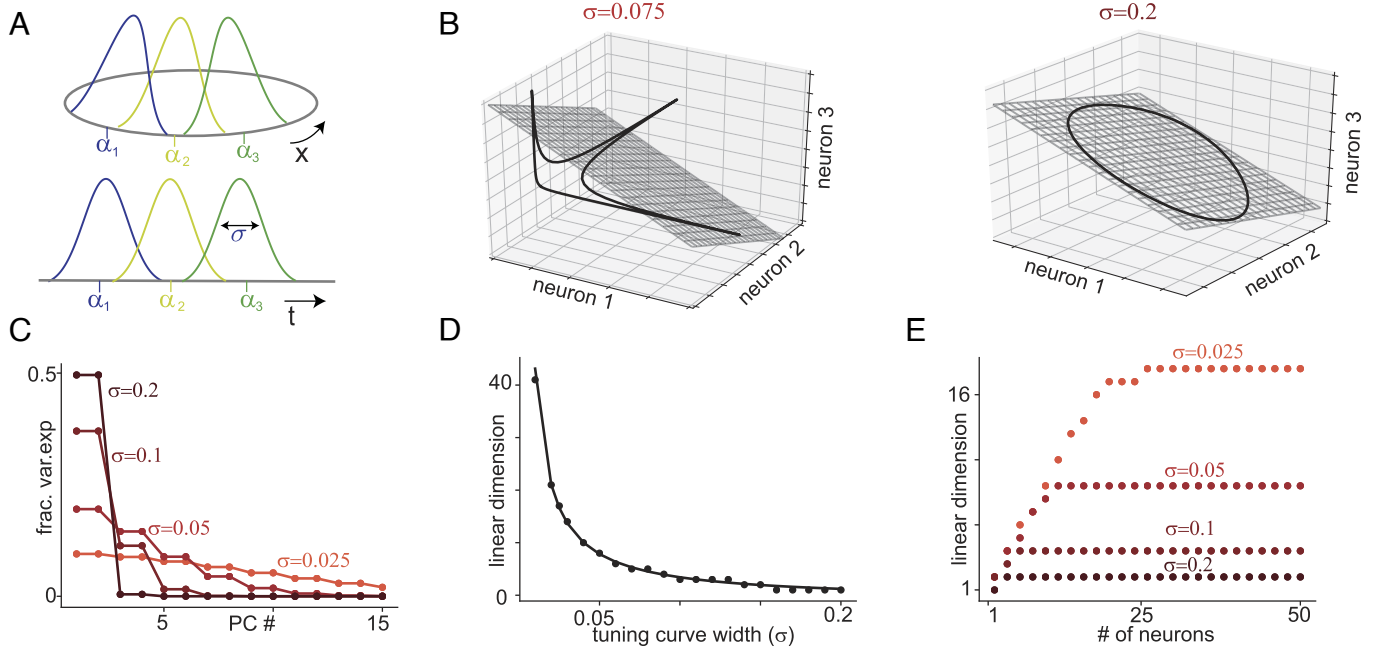 A
α1
α2
α3
x
σ
α1
α2
α3
t
B
σ=0.075
neuron 1
neuron 2
neuron 3
σ=0.2
neuron 1
neuron 2
neuron 3
C
0.5
0
frac. var.exp
σ=0.2
σ=0.1
σ=0.05
σ=0.025
5
PC #
15
D
40
0
linear dimension
0.05
0.2
tuning curve width (σ)
E
16
1
linear dimension
σ=0.025
σ=0.05
σ=0.1
σ=0.2
1
25
50
# of neurons